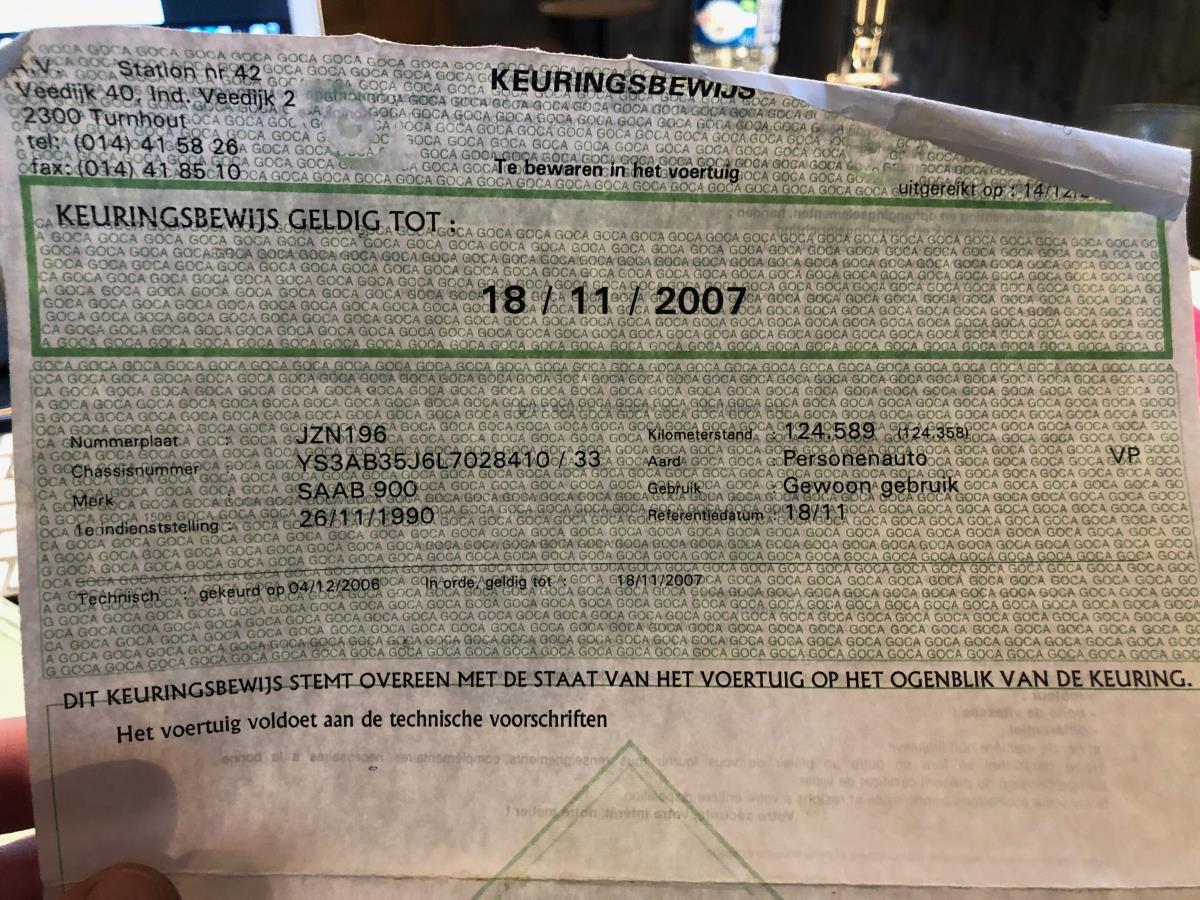 Station nr 42
KEURINGSBEWIJS
Veedijk 40, Ind. Veedijk 2
2300 Turnhout
tel: (014) 41 58 26
fax: (014) 41 85 10
Te bewaren in het voertuig
uitgereikt op : 14/12/
KEURINGSBEWIJS GELDIG TOT :
18 / 11 / 2007
Nummerplaat : JZN196
Kilometerstand : 124.589 (124.358)
Chassisnummer : YS3AB35J6L7028410 / 33
Aard : Personenauto VP
Merk : SAAB 900
Gebruik : Gewoon gebruik
1e indienststelling : 26/11/1990
Referentiedatum : 18/11
Technisch : gekeurd op 04/12/2006 In orde, geldig tot : 18/11/2007
DIT KEURINGSBEWIJS STEMT OVEREEN MET DE STAAT VAN HET VOERTUIG OP HET OGENBLIK VAN DE KEURING.
Het voertuig voldoet aan de technische voorschriften